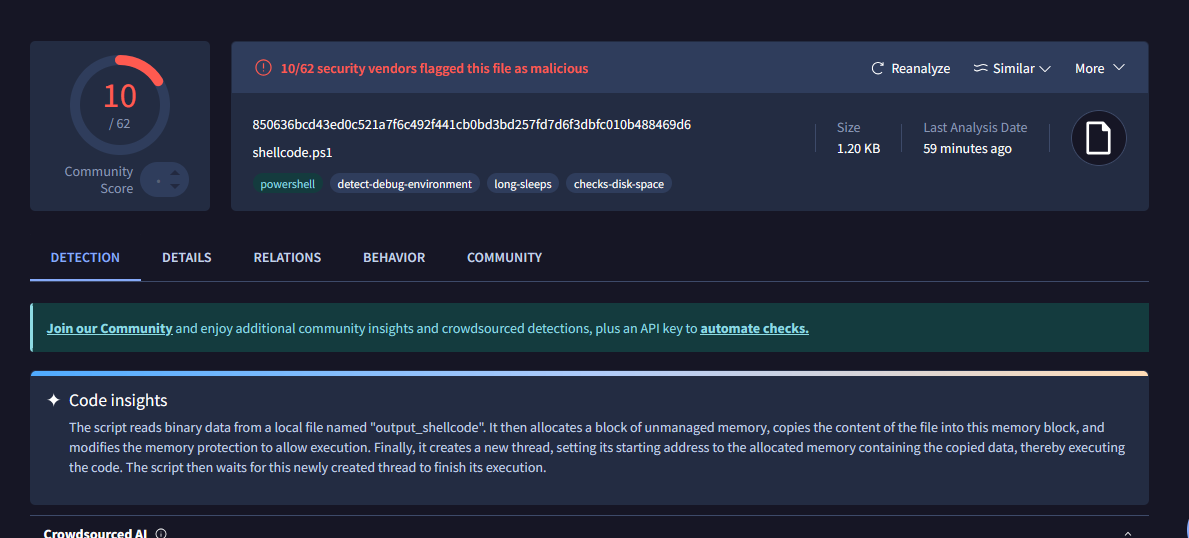 10
/ 62
Community
Score
10/62 security vendors flagged this file as malicious
Reanalyze
Similar
More
850636bcd43ed0c521a7f6c492f441cb0bd3bd257fd7d6f3dbfc010b488469d6
shellcode.ps1
powershell
detect-debug-environment
long-sleeps
checks-disk-space
Size
1.20 KB
Last Analysis Date
59 minutes ago
DETECTION
DETAILS
RELATIONS
BEHAVIOR
COMMUNITY
Join our Community and enjoy additional community insights and crowdsourced detections, plus an API key to automate checks.
Code insights
The script reads binary data from a local file named "output_shellcode". It then allocates a block of unmanaged memory, copies the content of the file into this memory block, and
modifies the memory protection to allow execution. Finally, it creates a new thread, setting its starting address to the allocated memory containing the copied data, thereby executing
the code. The script then waits for this newly created thread to finish its execution.
Crowdsourced AI